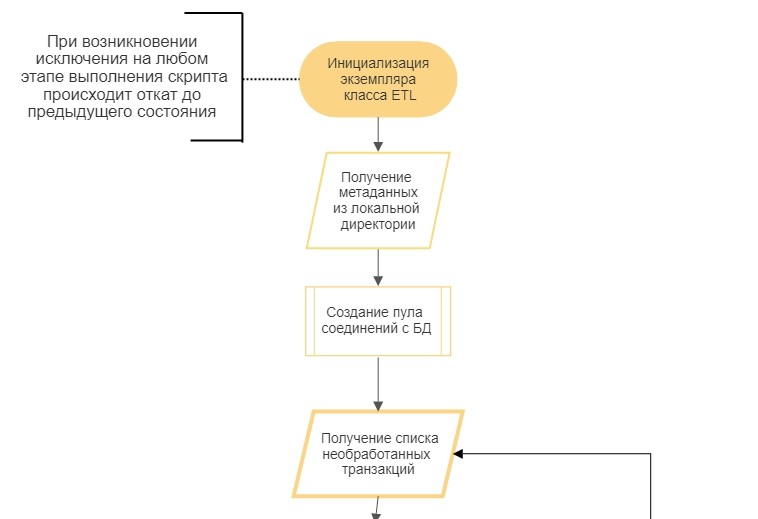 При возникновении
исключения на любом
этапе выполнения скрипта
происходит откат до
предыдущего состояния
Инициализация
экземпляра
класса ETL
Получение
метаданных
из локальной
директории
Создание пула
соединений с БД
Получение списка
необработанных
транзакций